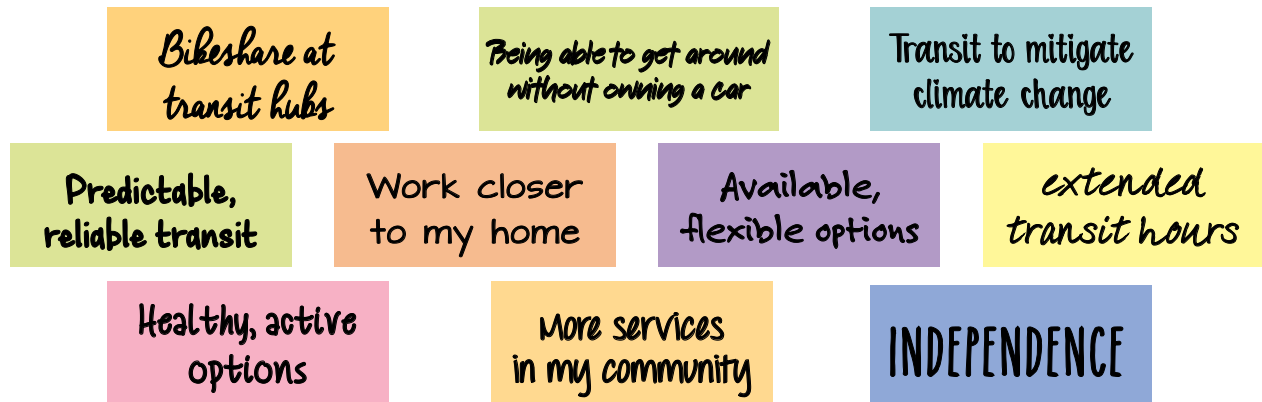 Bikeshare at
transit hubs
Being able to get around
without owning a car
Transit to mitigate
climate change
Predictable,
reliable transit
Work closer
to my home
Available,
flexible options
extended
transit hours
Healthy, active
options
More services
in my community
INDEPENDENCE